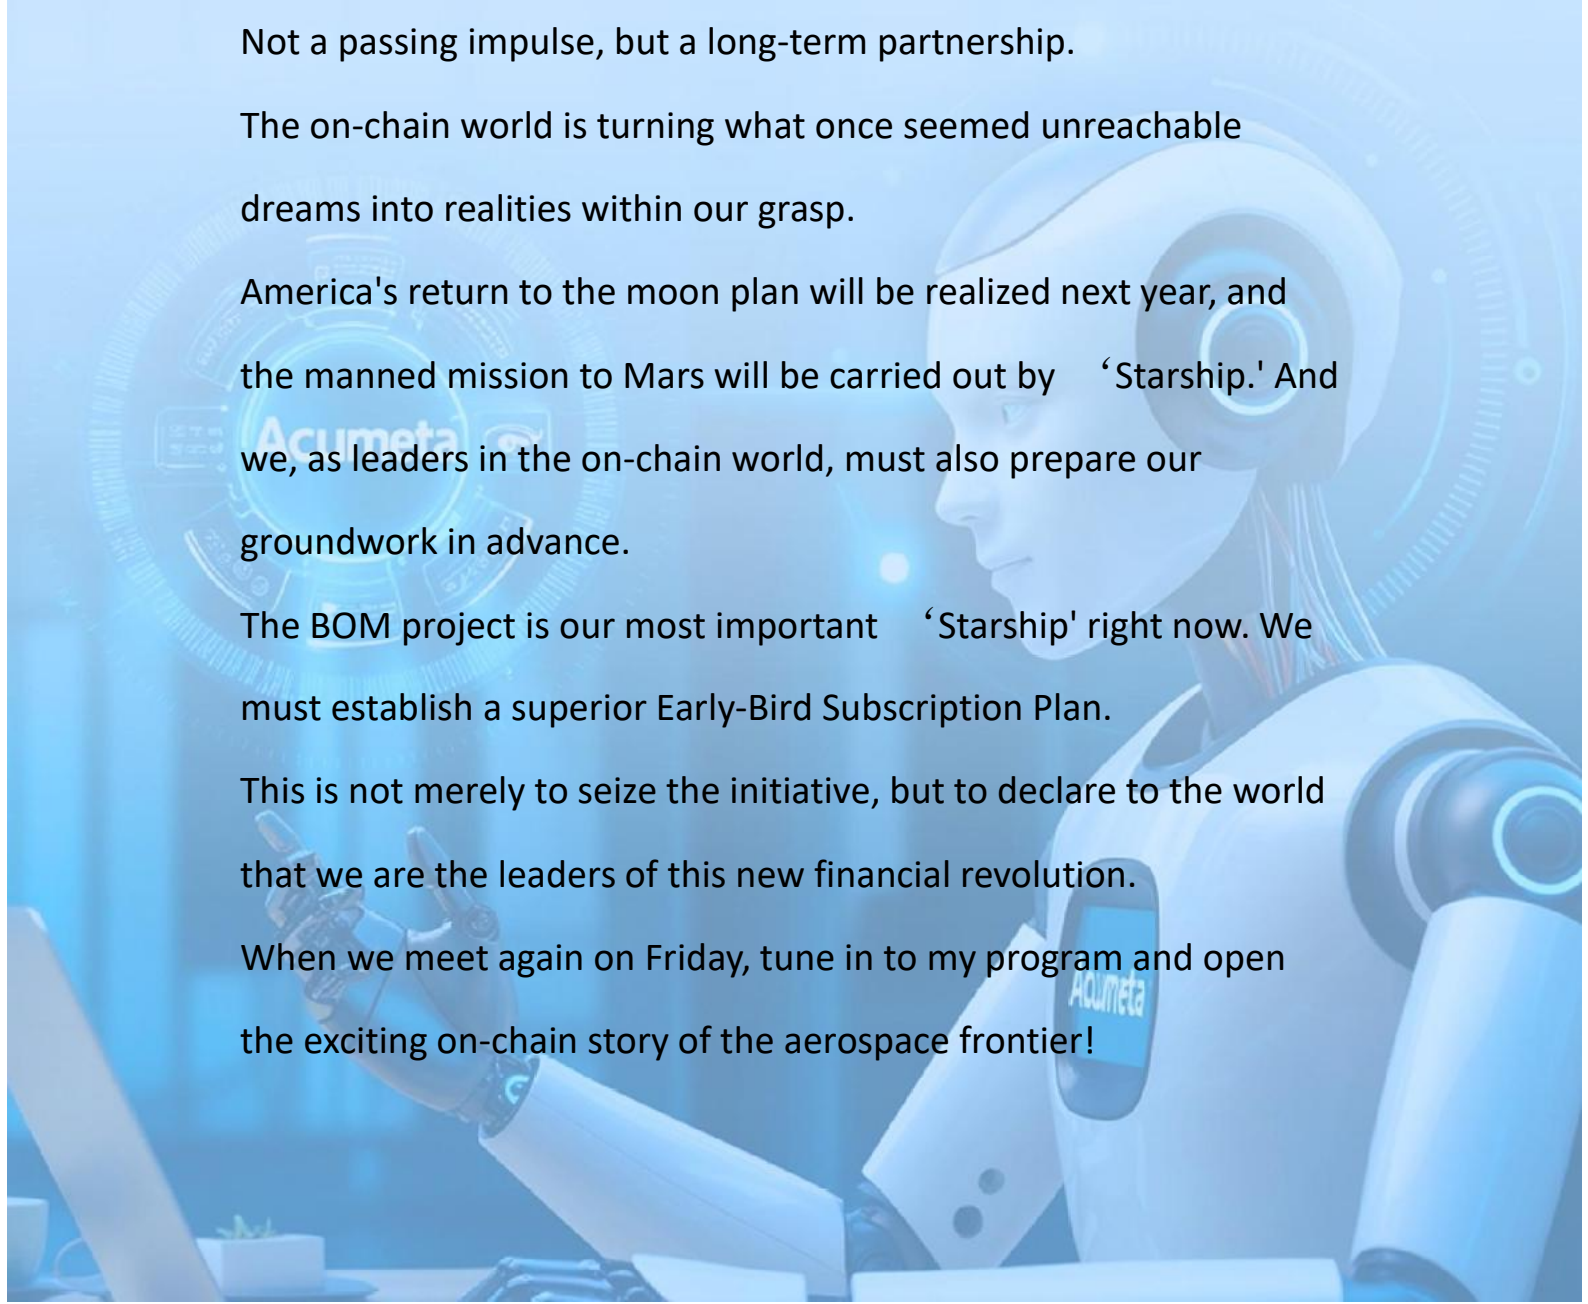 Not a passing impulse, but a long-term partnership.
The on-chain world is turning what once seemed unreachable
dreams into realities within our grasp.
America's return to the moon plan will be realized next year, and
the manned mission to Mars will be carried out by ‘Starship.' And
Acumeta
we, as leaders in the on-chain world, must also prepare our
groundwork in advance.
The BOM project is our most important ‘Starship' right now. We
must establish a superior Early-Bird Subscription Plan.
This is not merely to seize the initiative, but to declare to the world
that we are the leaders of this new financial revolution.
When we meet again on Friday, tune in to my program and open
Acumeta
the exciting on-chain story of the aerospace frontier!